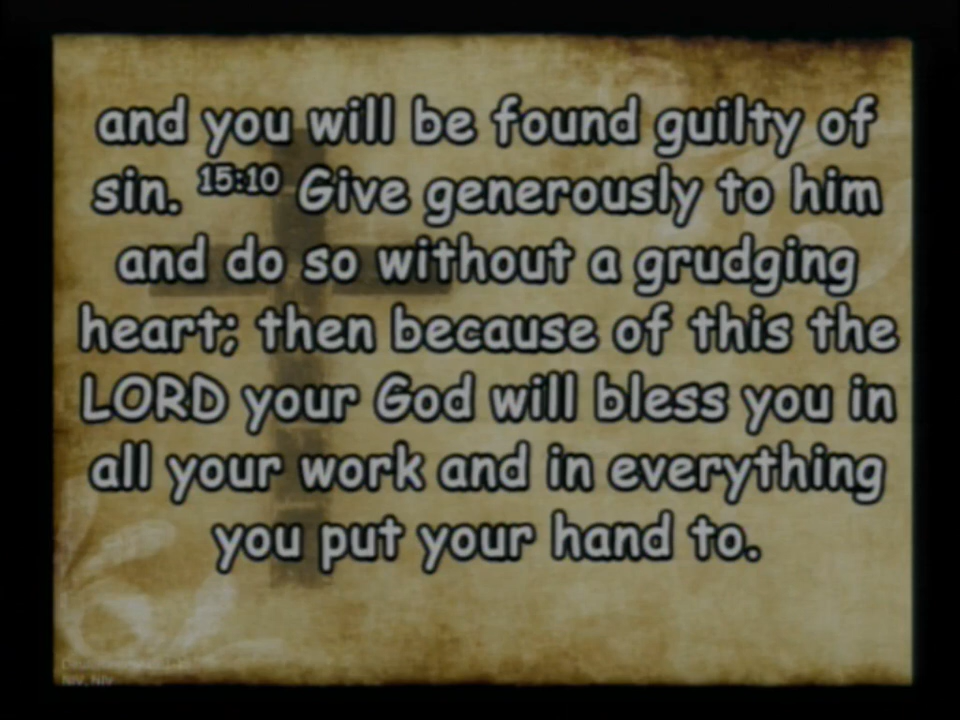 and you will be found guilty of
sin. 15:10 Give generously to him
and do so without a grudging
heart; then because of this the
LORD your God will bless you in
all your work and in everything
you put your hand to.
NIV, NIV